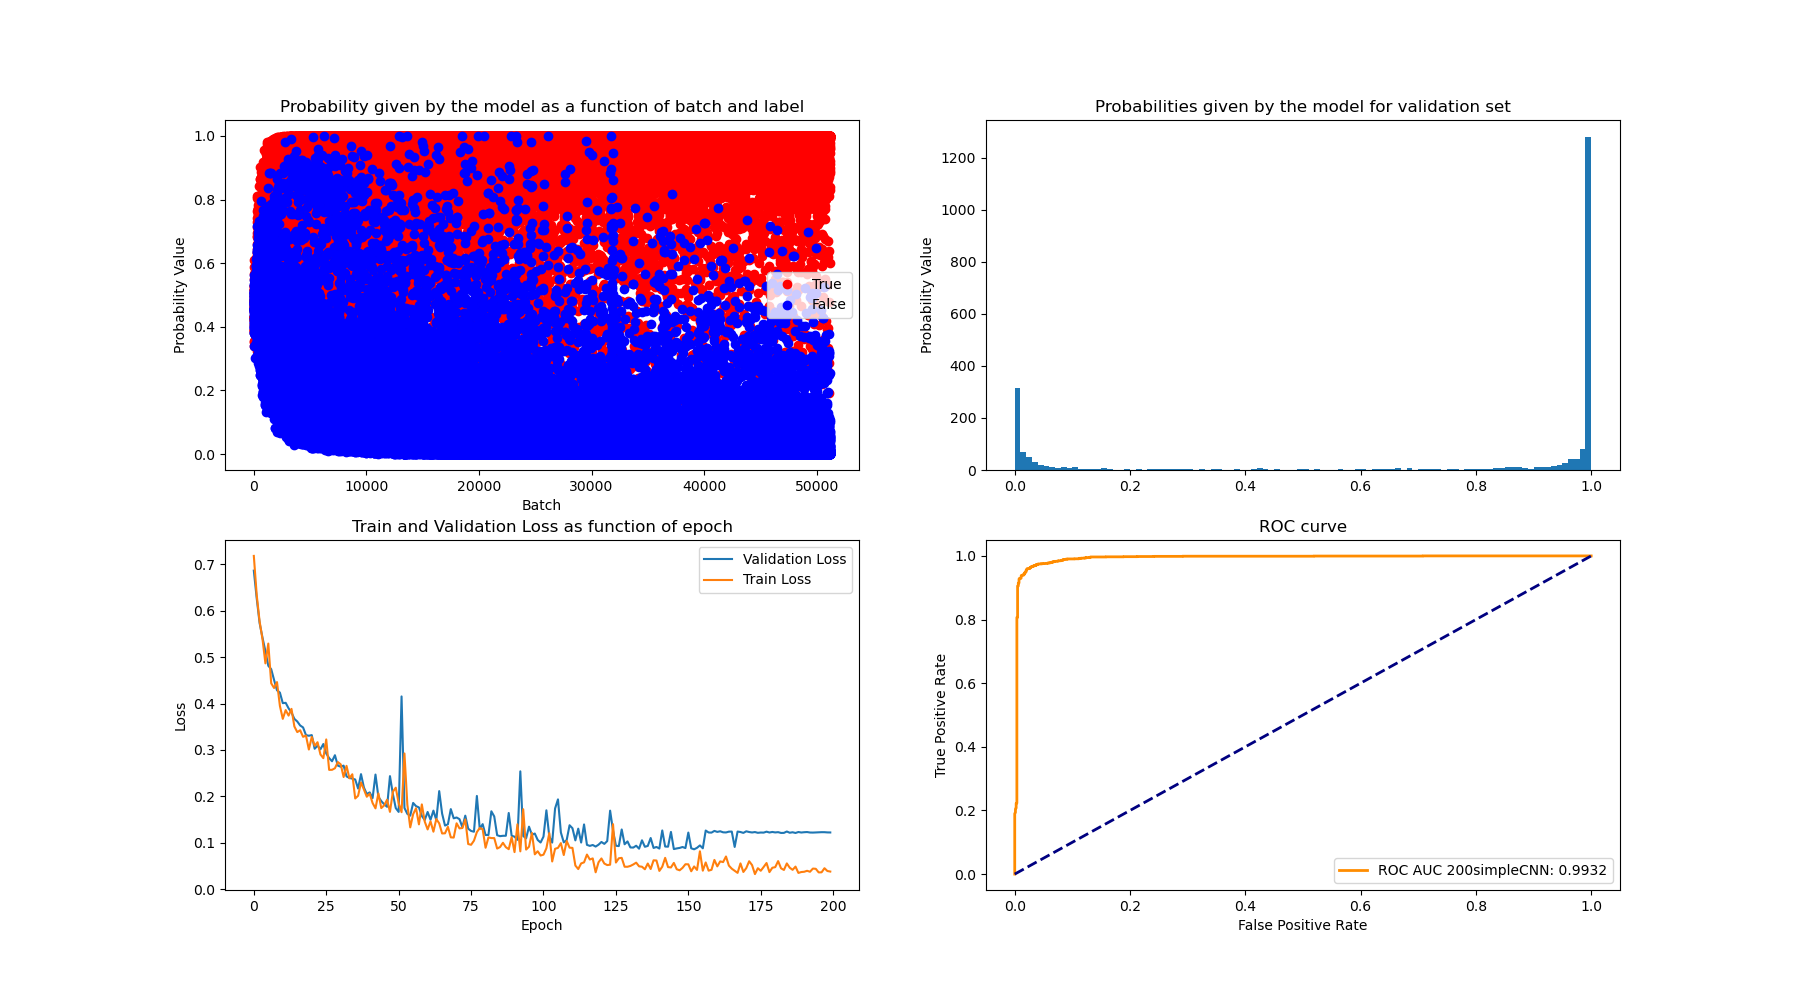 Probability given by the model as a function of batch and label
1.0
0.8
0.6
0.4
0.2
0.0
Probability Value
True
False
0 10000 20000 30000 40000 50000
Batch
Probabilities given by the model for validation set
1200
1000
800
600
400
200
0
Probability Value
0.0 0.2 0.4 0.6 0.8 1.0
Train and Validation Loss as function of epoch
0.7
0.6
0.5
0.4
0.3
0.2
0.1
0.0
Loss
Validation Loss
Train Loss
0 25 50 75 100 125 150 175 200
Epoch
ROC curve
1.0
0.8
0.6
0.4
0.2
0.0
True Positive Rate
ROC AUC 200simpleCNN: 0.9932
0.0 0.2 0.4 0.6 0.8 1.0
False Positive Rate